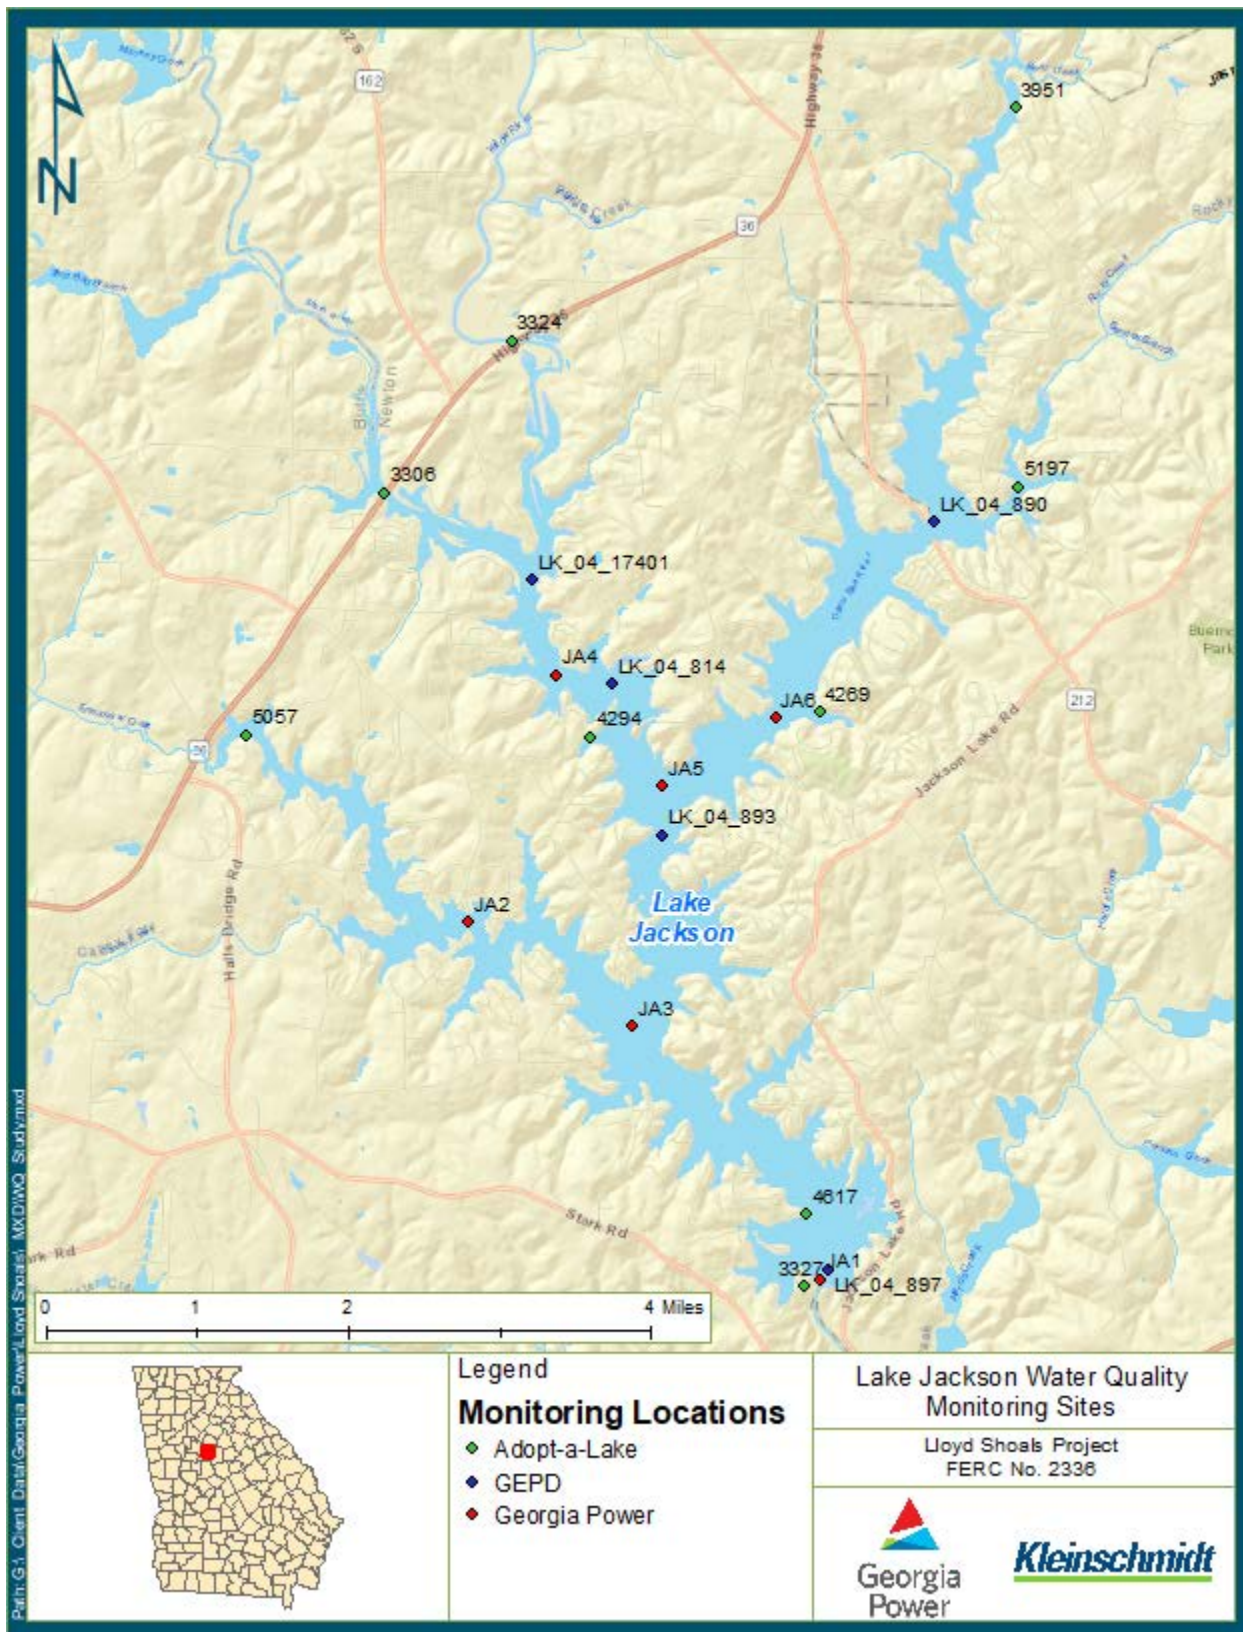 162
Highway 36
3951
36
3324
Butts
Newton
3306
5197
LK_04_890
LK_04_17401
JA4
LK_04_814
JA6
4269
212
5057
36
4294
JA5
Jackson Lake Rd
LK_04_893
Halls Bridge Rd
JA2
Lake
Jackson
JA3
Stark Rd
4617
JA1
3327
LK_04_897
0 1 2 4 Miles
Legend
Monitoring Locations
Adopt-a-Lake
GEPD
Georgia Power
Lake Jackson Water Quality
Monitoring Sites
Lloyd Shoals Project
FERC No. 2336
Georgia
Power
Kleinschmidt